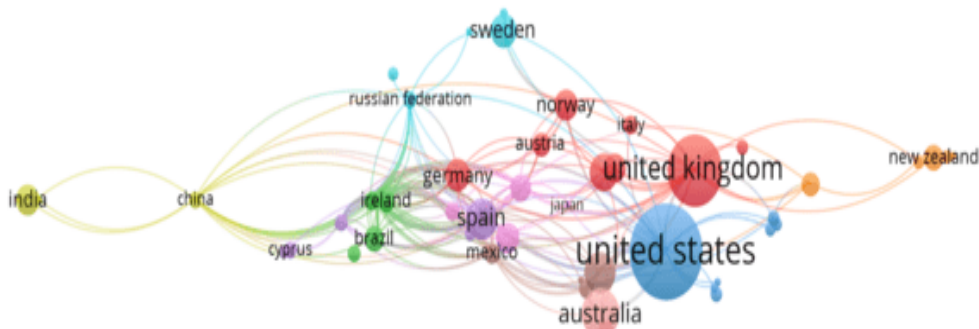 sweden
russian federation
norway
italy
austria
united kingdom
new zealand
germany
india
china
ireland
japan
spain
brazil
cyprus
mexico
united states
australia